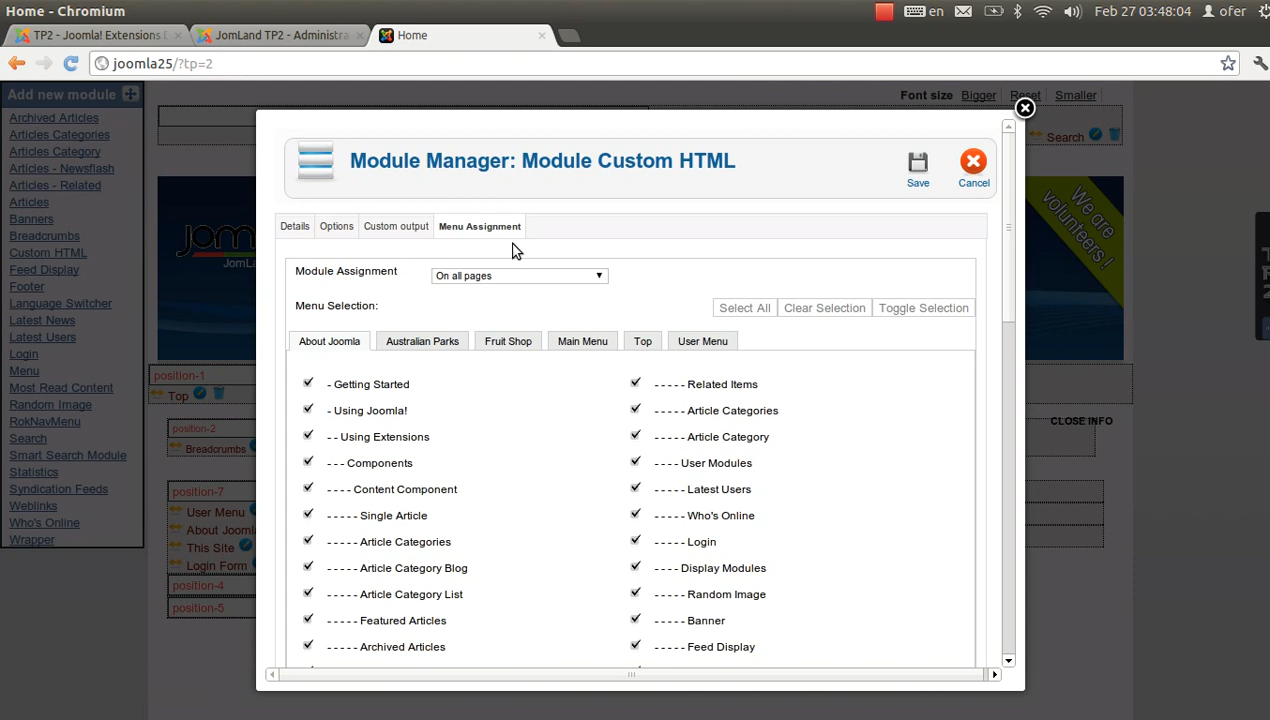 Home - Chromium
en
Feb 27 03:48:04
ofer
TP2 - Joomla! Extensions
JomLand TP2 - Administra
Home
joomla25/?tp=2
Add new module
Archived Articles
Articles Categories
Articles Category
Articles - Newsflash
Articles - Related
Articles
Banners
Breadcrumbs
Custom HTML
Feed Display
Footer
Language Switcher
Latest News
Latest Users
Login
Menu
Most Read Content
Random Image
RokNavMenu
Search
Smart Search Module
Statistics
Syndication Feeds
Weblinks
Who's Online
Wrapper
Font size Bigger Reset Smaller
Search
We are
volunteers!
position-1
Top
position-2
Breadcrumbs
position-7
User Menu
About Jooml
This Site
Login Form
position-4
position-5
CLOSE INFO
Module Manager: Module Custom HTML
Save
Cancel
Details
Options
Custom output
Menu Assignment
Module Assignment
On all pages
Menu Selection:
Select All
Clear Selection
Toggle Selection
About Joomla
Australian Parks
Fruit Shop
Main Menu
Top
User Menu
- Getting Started
- Using Joomla!
- - Using Extensions
- - - Components
- - - - Content Component
- - - - - Single Article
- - - - - Article Categories
- - - - - Article Category Blog
- - - - - Article Category List
- - - - - Featured Articles
- - - - - Archived Articles
- - - - - Related Items
- - - - - Article Categories
- - - - - Article Category
- - - - User Modules
- - - - - Latest Users
- - - - - Who's Online
- - - - - Login
- - - - Display Modules
- - - - - Random Image
- - - - - Banner
- - - - - Feed Display